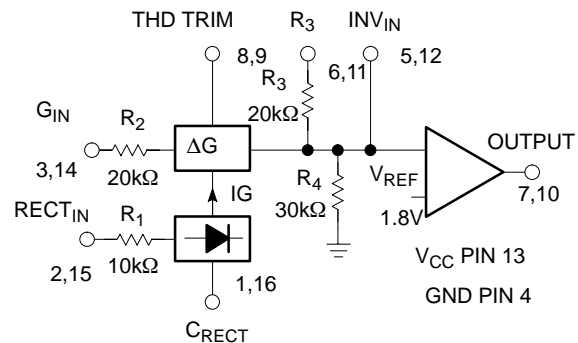 THD TRIM
R3
INVIN
8,9
6,11
5,12
R3
20kΩ
GIN
R2
ΔG
3,14
20kΩ
OUTPUT
7,10
IG
R4
30kΩ
VREF
1.8V
RECTIN
R1
2,15
10kΩ
1,16
VCC PIN 13
GND PIN 4
CRECT